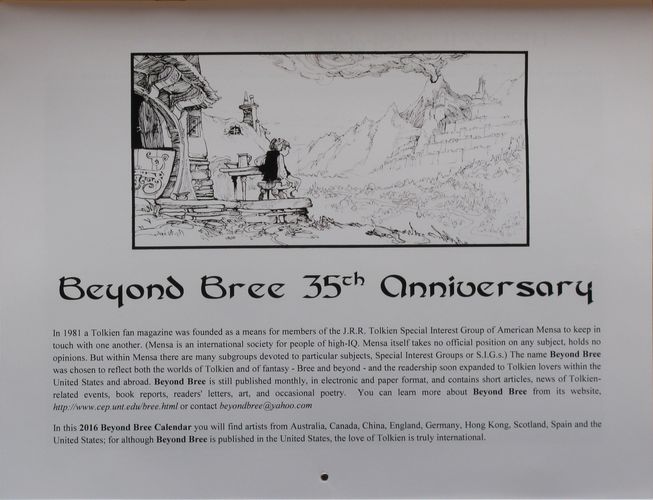 Beyond Bree 35th Anniversary
In 1981 a Tolkien fan magazine was founded as a means for members of the J.R.R. Tolkien Special Interest Group of American Mensa to keep in
touch with one another. (Mensa is an international society for people of high-IQ. Mensa itself takes no official position on any subject, holds no
opinions. But within Mensa there are many subgroups devoted to particular subjects, Special Interest Groups or S.I.G.s.) The name Beyond Bree
was chosen to reflect both the worlds of Tolkien and of fantasy - Bree and beyond - and the readership soon expanded to Tolkien lovers within the
United States and abroad. Beyond Bree is still published monthly, in electronic and paper format, and contains short articles, news of Tolkien-
related events, book reports, readers' letters, art, and occasional poetry. You can learn more about Beyond Bree from its website,
http://www.cep.unt.edu/bree.html or contact beyondbree@yahoo.com
In this 2016 Beyond Bree Calendar you will find artists from Australia, Canada, China, England, Germany, Hong Kong, Scotland, Spain and the
United States; for although Beyond Bree is published in the United States, the love of Tolkien is truly international.